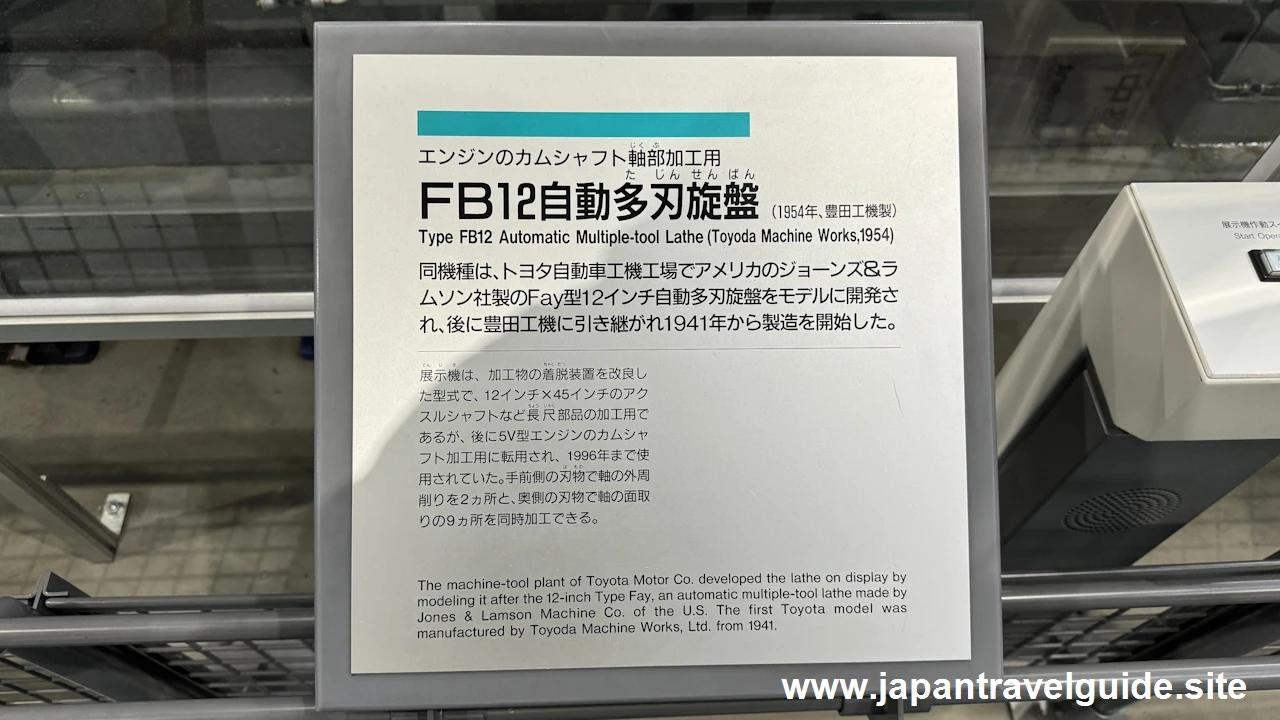 エンジンのカムシャフト軸部加工用
FB12自動多刃旋盤 (1954年、豊田工機製)
Type FB12 Automatic Multiple-tool Lathe (Toyoda Machine Works,1954)
同機種は、トヨタ自動車工機工場でアメリカのジョーンズ&ラ
ムソン社製のFay型12インチ自動多刃旋盤をモデルに開発さ
れ、後に豊田工機に引き継がれ1941年から製造を開始した。
展示機は、加工物の着脱装置を改良し
た型式で、12インチ×45インチのアク
スルシャフトなど長尺部品の加工用で
あるが、後に5V型エンジンのカムシャ
フト加工用に転用され、1996年まで使
用されていた。手前側の刃物で軸の外周
削りを2ヵ所と、奥側の刃物で軸の面取
りの9ヵ所を同時加工できる。
The machine-tool plant of Toyota Motor Co. developed the lathe on display by
modeling it after the 12-inch Type Fay, an automatic multiple-tool lathe made by
Jones & Lamson Machine Co. of the U.S. The first Toyota model was
manufactured by Toyoda Machine Works, Ltd. from 1941.
展示機作動ス
Start Oper
www.japantravelguide.site